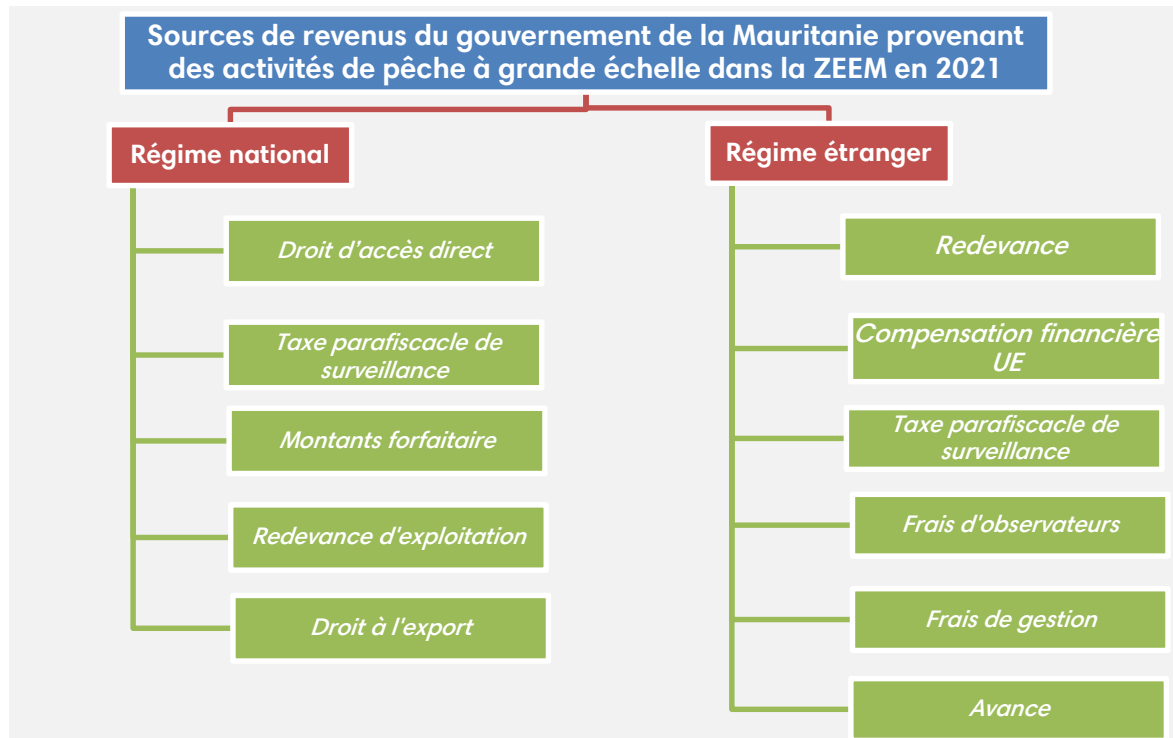 Sources de revenus du gouvernement de la Mauritanie provenant
des activités de pêche à grande échelle dans la ZEEM en 2021
Régime national
Droit d'accès direct
Taxe parafiscacle de
surveillance
Montants forfaitaire
Redevance d'exploitation
Droit à l'export
Régime étranger
Redevance
Compensation financière
UE
Taxe parafiscacle de
surveillance
Frais d'observateurs
Frais de gestion
Avance